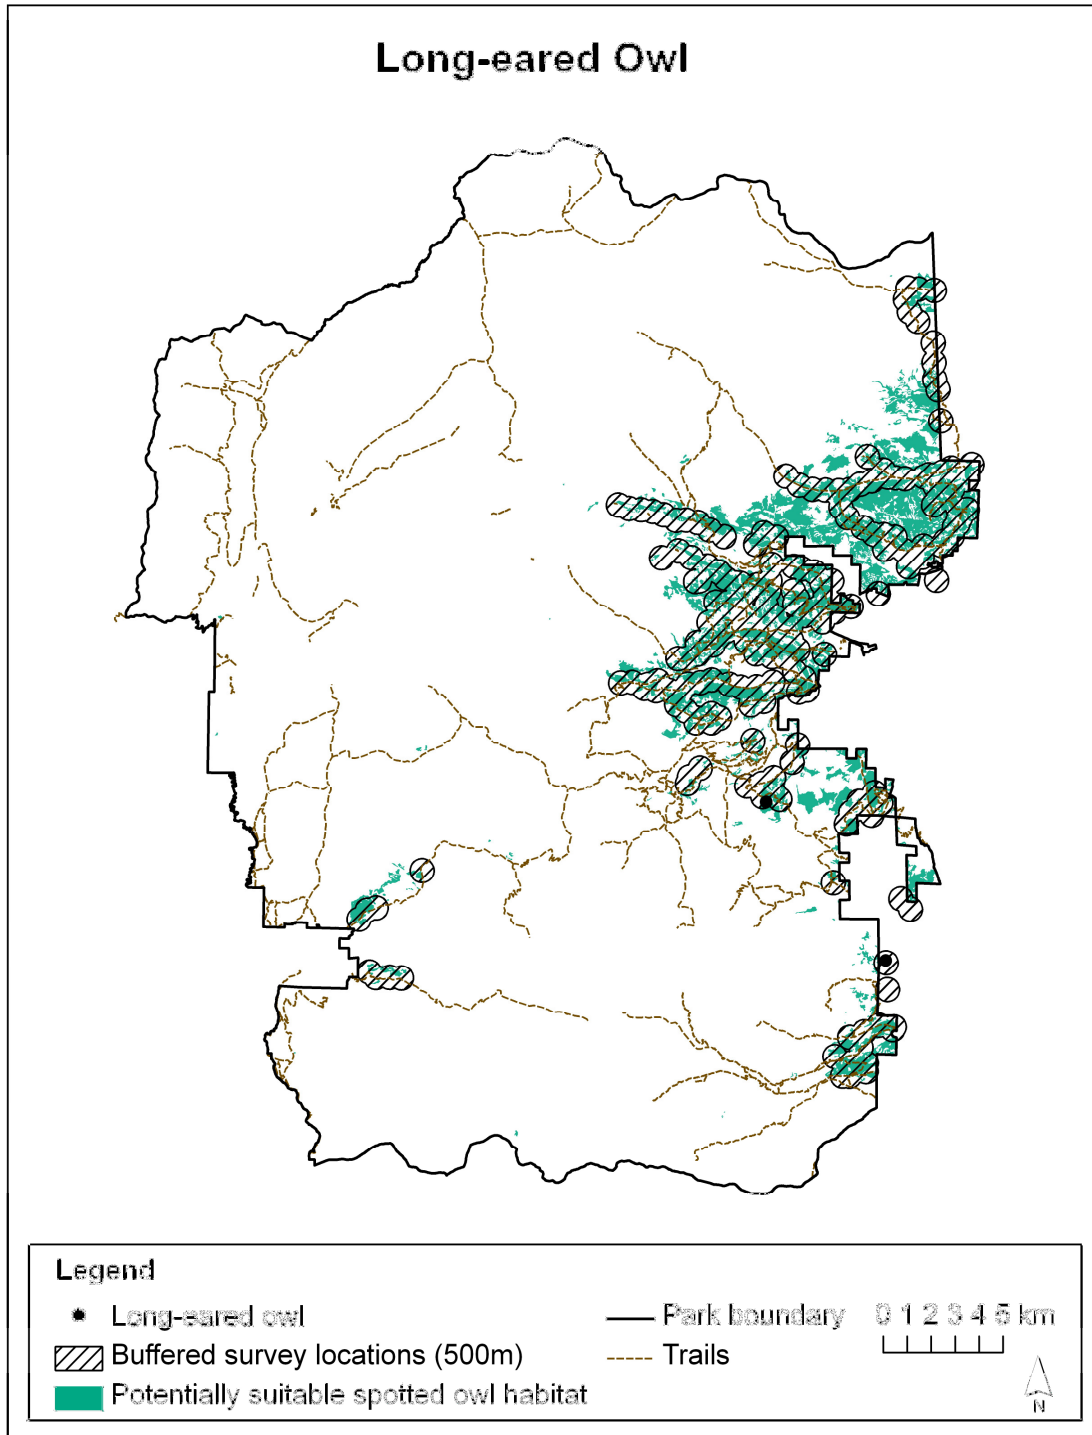 Long-eared Owl
Legend
Long-eared owl
Buffered survey locations (500m)
Potentially suitable spotted owl habitat
Park boundary
Trails
0 1 2 3 4 5 km
N